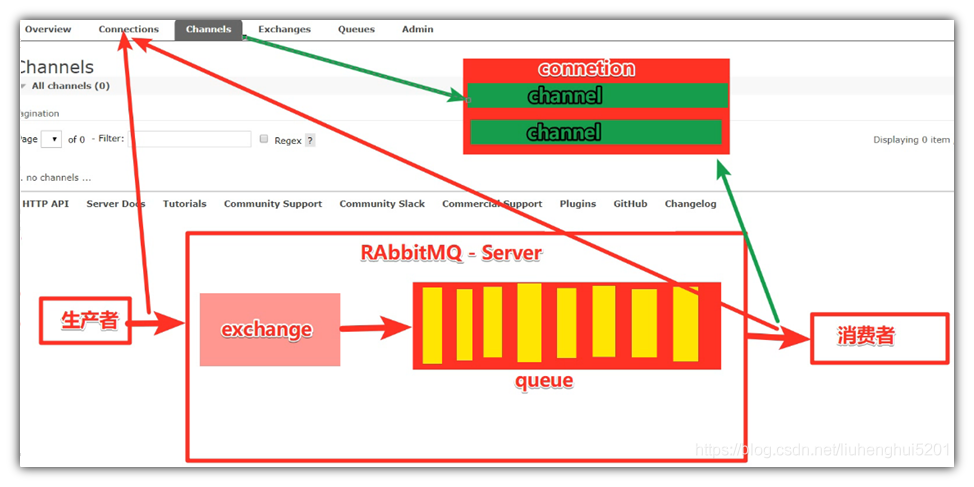 Overview Connections Channels Exchanges Queues Admin
Channels
All channels (0)
connetion
channel
channel
agination
Page of 0 - Filter: Regex ? Displaying 0 item
... no channels ...
HTTP API Server Docs Tutorials Community Support Community Slack Commercial Support Plugins GitHub Changelog
RAbbitMQ - Server
生产者
exchange
queue
消费者
https://blog.csdn.net/liuhenghui5201